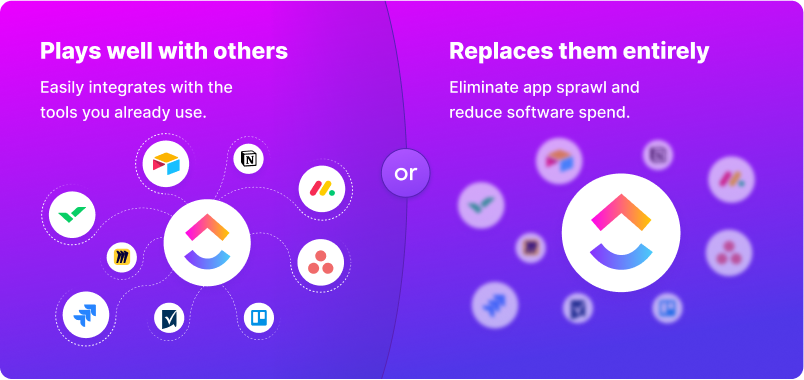 Plays well with others
Easily integrates with the
tools you already use.
or
Replaces them entirely
Eliminate app sprawl and
reduce software spend.